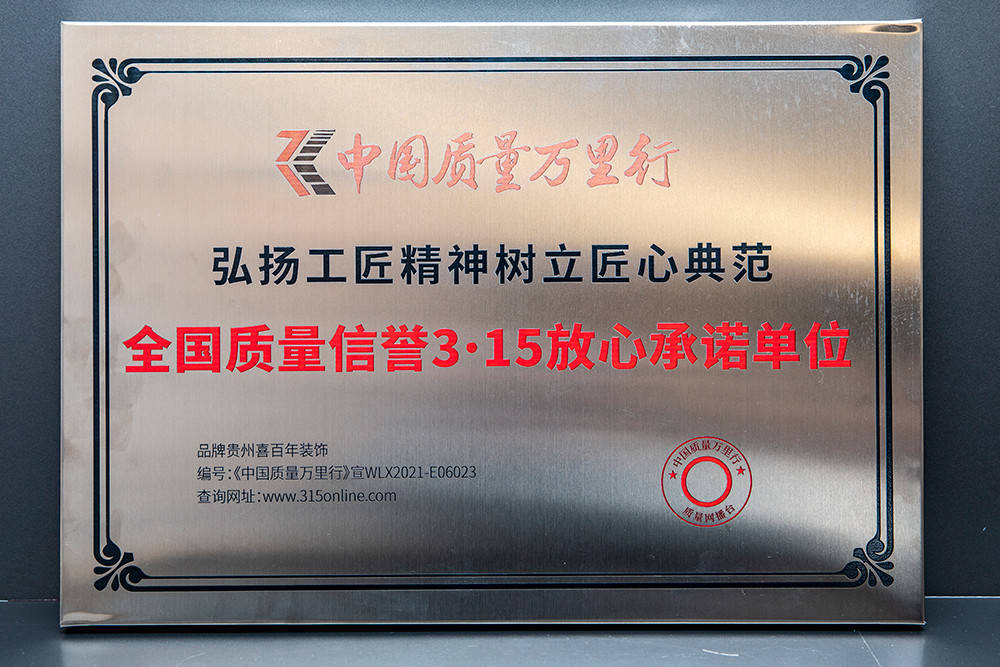 中国质量万里行
弘扬工匠精神树立匠心典范
全国质量信誉3·15放心承诺单位
品牌贵州喜百年装饰
编号:《中国质量万里行》宣WLX2021-E06023
查询网址:www.315online.com
中国质量万里行
质量网播台